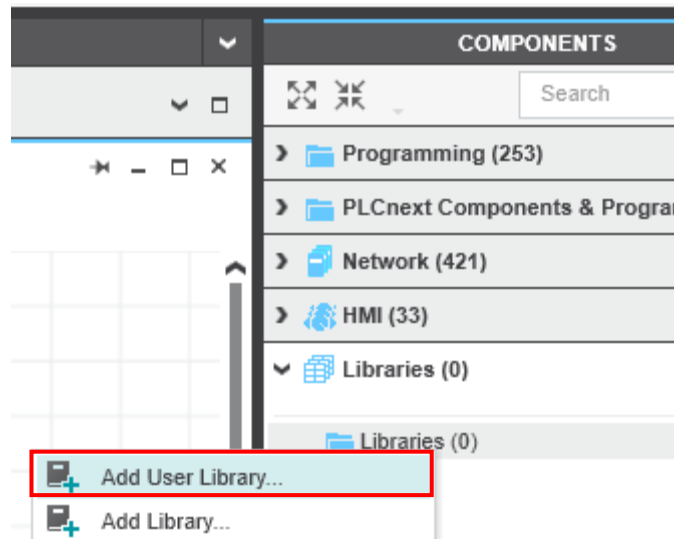 COMPONENTS
Search
Programming (253)
PLCnext Components &
Network (421)
HMI (33)
Libraries (0)
Libraries (0)
Add User Library...
Add Library...